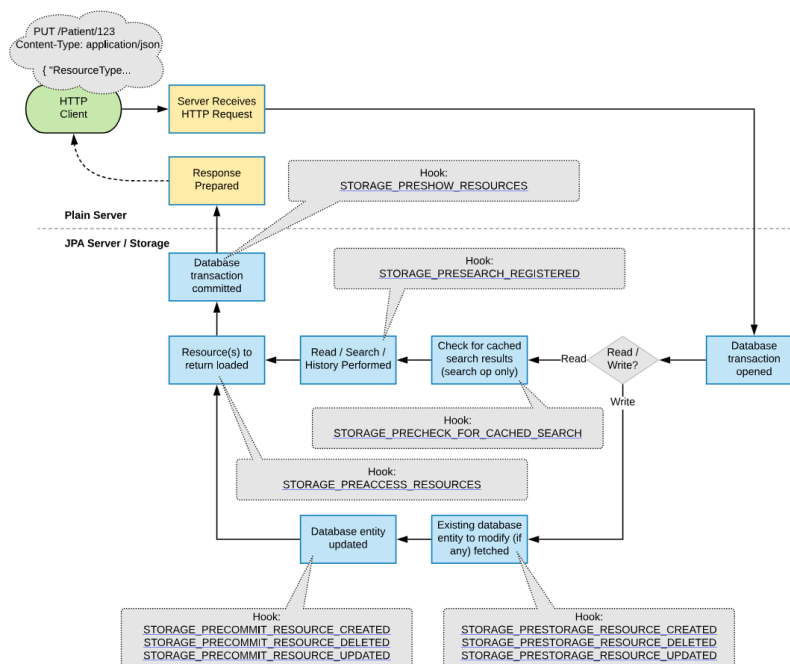 PUT /Patient/123
Content-Type: application/json
{ "ResourceType...
HTTP
Client
Server Receives
HTTP Request
Response
Prepared
Hook:
STORAGE_PRESHOW_RESOURCES
Plain Server
JPA Server / Storage
Database
transaction
committed
Hook:
STORAGE_PRESEARCH_REGISTERED
Resource(s) to
return loaded
Read / Search /
History Performed
Check for cached
search results
(search op only)
Read
Read /
Write?
Database
transaction
opened
Write
Hook:
STORAGE_PRECHECK_FOR_CACHED_SEARCH
Hook:
STORAGE_PREACCESS_RESOURCES
Database entity
updated
Existing database
entity to modify (if
any) fetched
Hook:
STORAGE_PRECOMMIT_RESOURCE_CREATED
STORAGE_PRECOMMIT_RESOURCE_DELETED
STORAGE_PRECOMMIT_RESOURCE_UPDATED
Hook:
STORAGE_PRESTORAGE_RESOURCE_CREATED
STORAGE_PRESTORAGE_RESOURCE_DELETED
STORAGE_PRESTORAGE_RESOURCE_UPDATED